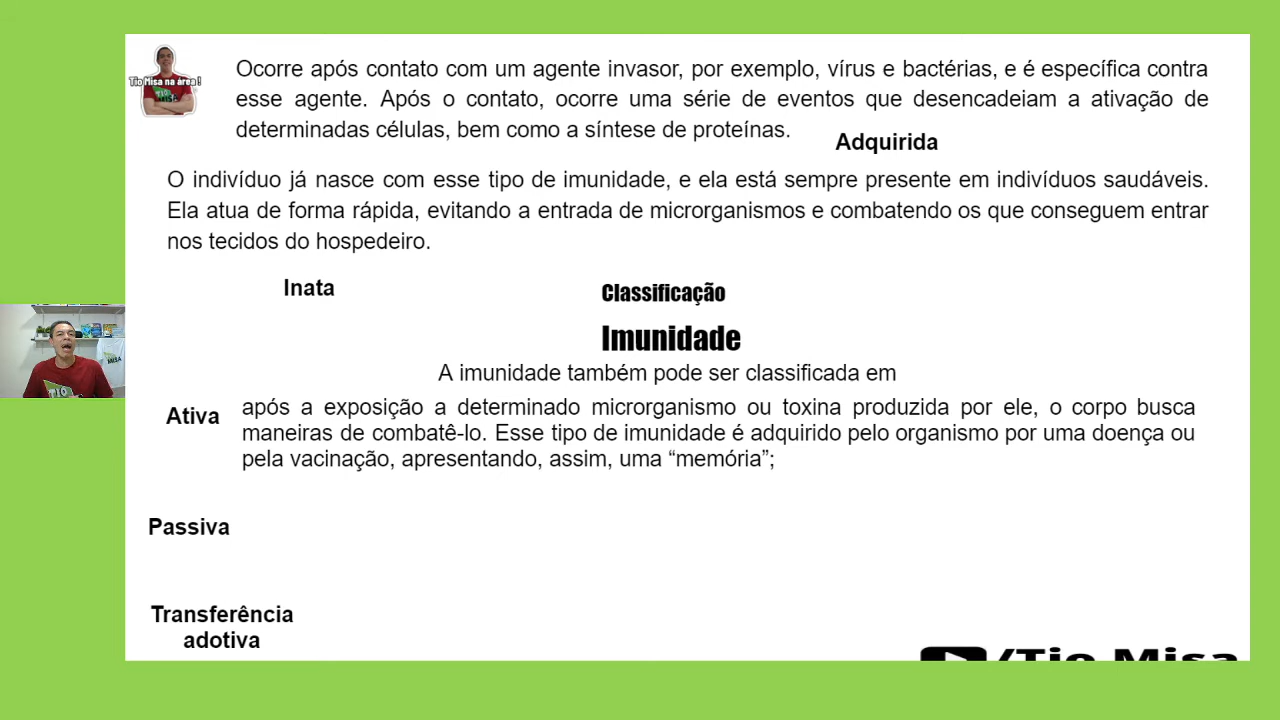 Tio Misa na área !
Ocorre após contato com um agente invasor, por exemplo, vírus e bactérias, e é específica contra
esse agente. Após o contato, ocorre uma série de eventos que desencadeiam a ativação de
determinadas células, bem como a síntese de proteínas.
Adquirida
O indivíduo já nasce com esse tipo de imunidade, e ela está sempre presente em indivíduos saudáveis.
Ela atua de forma rápida, evitando a entrada de microrganismos e combatendo os que conseguem entrar
nos tecidos do hospedeiro.
Inata
Classificação
Imunidade
A imunidade também pode ser classificada em
Ativa
após a exposição a determinado microrganismo ou toxina produzida por ele, o corpo busca
maneiras de combatê-lo. Esse tipo de imunidade é adquirido pelo organismo por uma doença ou
pela vacinação, apresentando, assim, uma “memória”;
Passiva
Transferência
adotiva
/Tio Misa